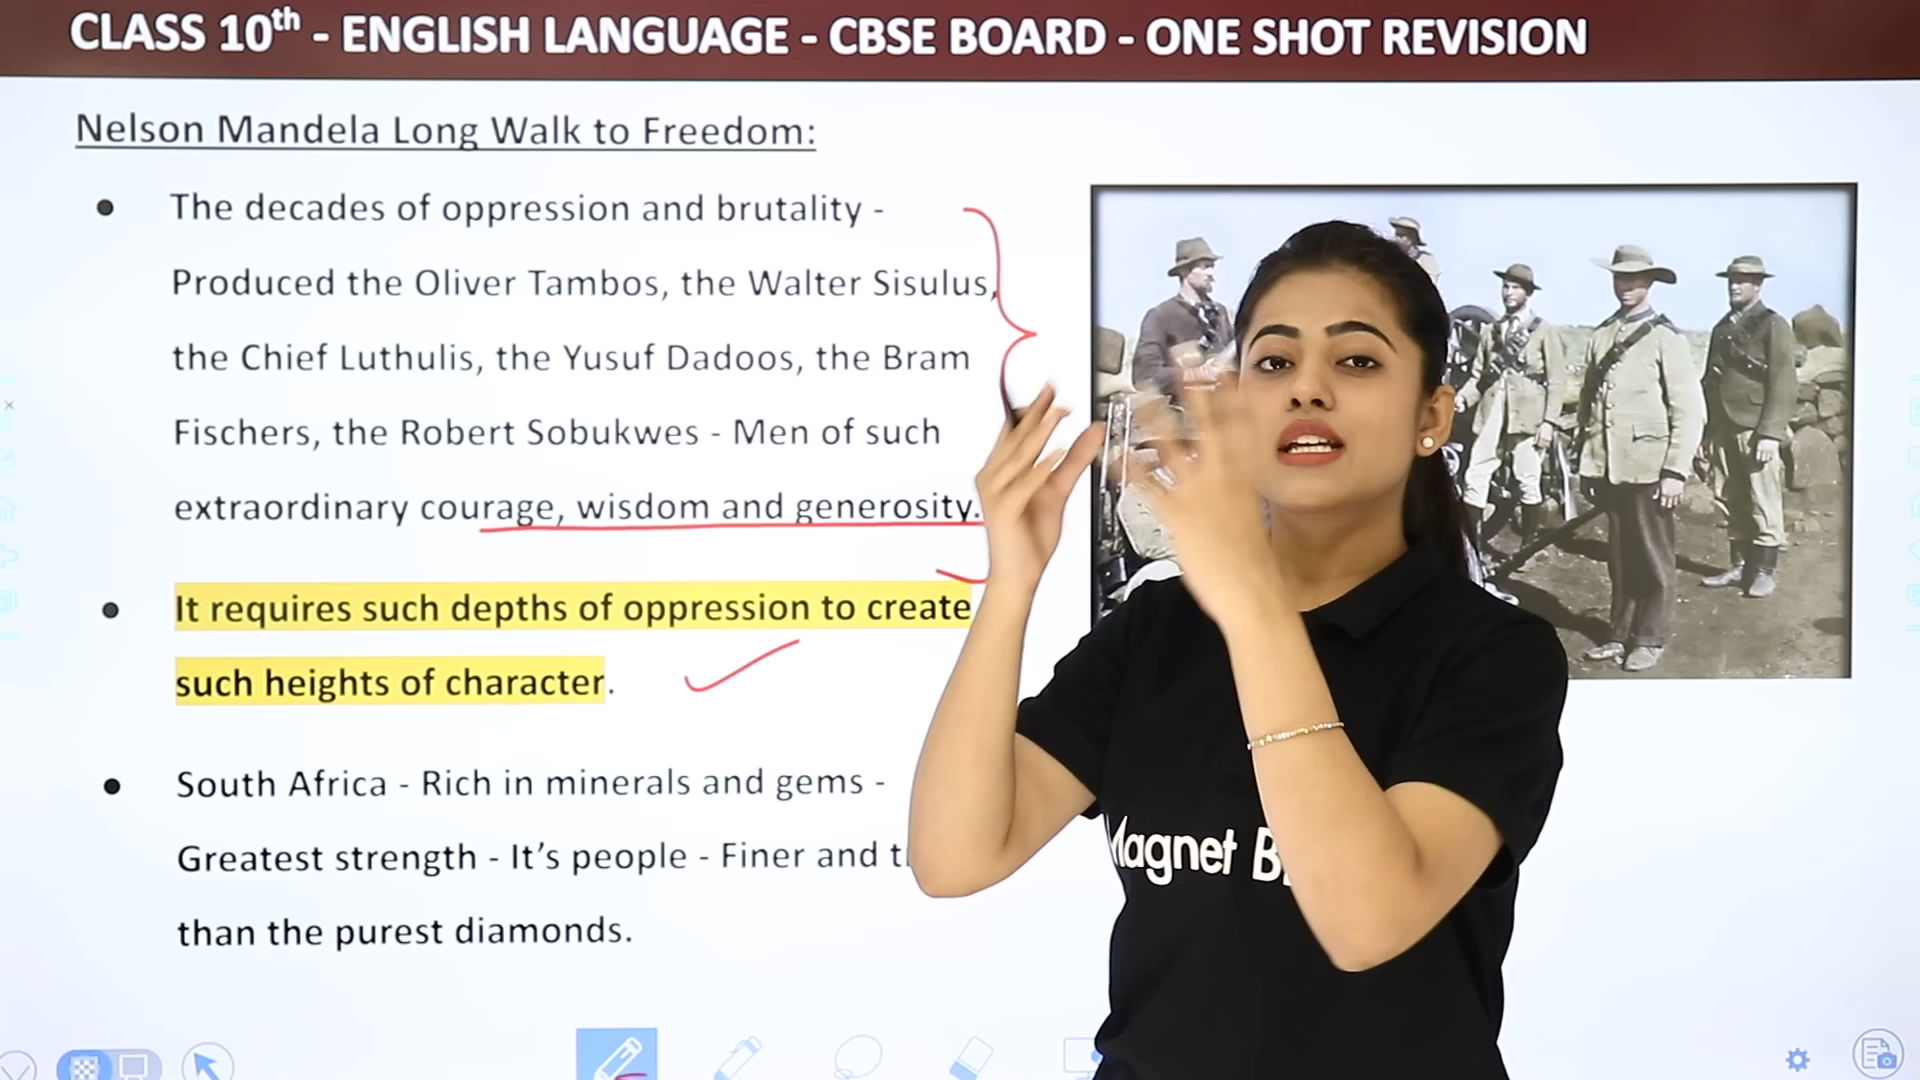 CLASS 10th - ENGLISH LANGUAGE - CBSE BOARD - ONE SHOT REVISION
Nelson Mandela Long Walk to Freedom:
● The decades of oppression and brutality -
Produced the Oliver Tambos, the Walter Sisulus,
the Chief Luthulis, the Yusuf Dadoos, the Bram
Fischers, the Robert Sobukwes - Men of such
extraordinary courage, wisdom and generosity.
● It requires such depths of oppression to create
such heights of character.
● South Africa - Rich in minerals and gems -
Greatest strength - It's people - Finer and
than the purest diamonds.
Magnet